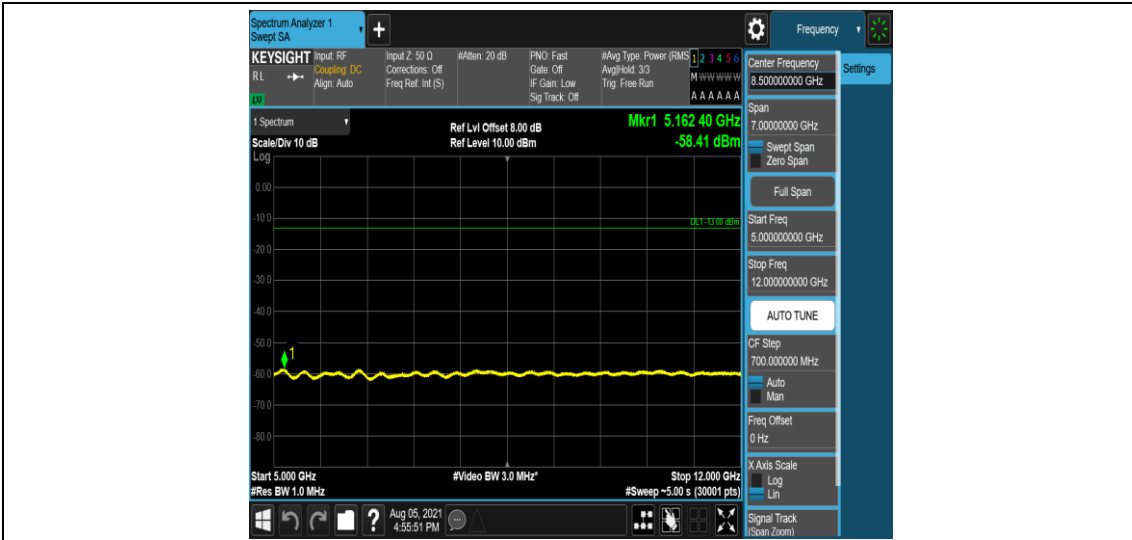 Spectrum Analyzer 1
Swept SA
+
Frequency
KEYSIGHT
RL
LXI
Input: RF
Coupling: DC
Align: Auto
Input Z: 50 Ω
Corrections: Off
Freq Ref: Int (S)
#Atten: 20 dB
PNO: Fast
Gate: Off
IF Gain: Low
Sig Track: Off
#Avg Type: Power (RMS
Avg|Hold: 3/3
Trig: Free Run
1 2 3 4 5 6
M W W W W W
A A A A A A
1 Spectrum
Scale/Div 10 dB
Log
Ref Lvl Offset 8.00 dB
Ref Level 10.00 dBm
Mkr1 5.162 40 GHz
-58.41 dBm
0.00
-10.0
DL1 -13.00 dBm
-20.0
-30.0
-40.0
-50.0
1
-60.0
-70.0
-80.0
Start 5.000 GHz
#Res BW 1.0 MHz
#Video BW 3.0 MHz*
Stop 12.000 GHz
#Sweep ~5.00 s (30001 pts)
?
Aug 05, 2021
4:55:51 PM
Center Frequency
8.500000000 GHz
Settings
Span
7.00000000 GHz
Swept Span
Zero Span
Full Span
Start Freq
5.000000000 GHz
Stop Freq
12.000000000 GHz
AUTO TUNE
CF Step
700.000000 MHz
Auto
Man
Freq Offset
0 Hz
X Axis Scale
Log
Lin
Signal Track
(Span Zoom)